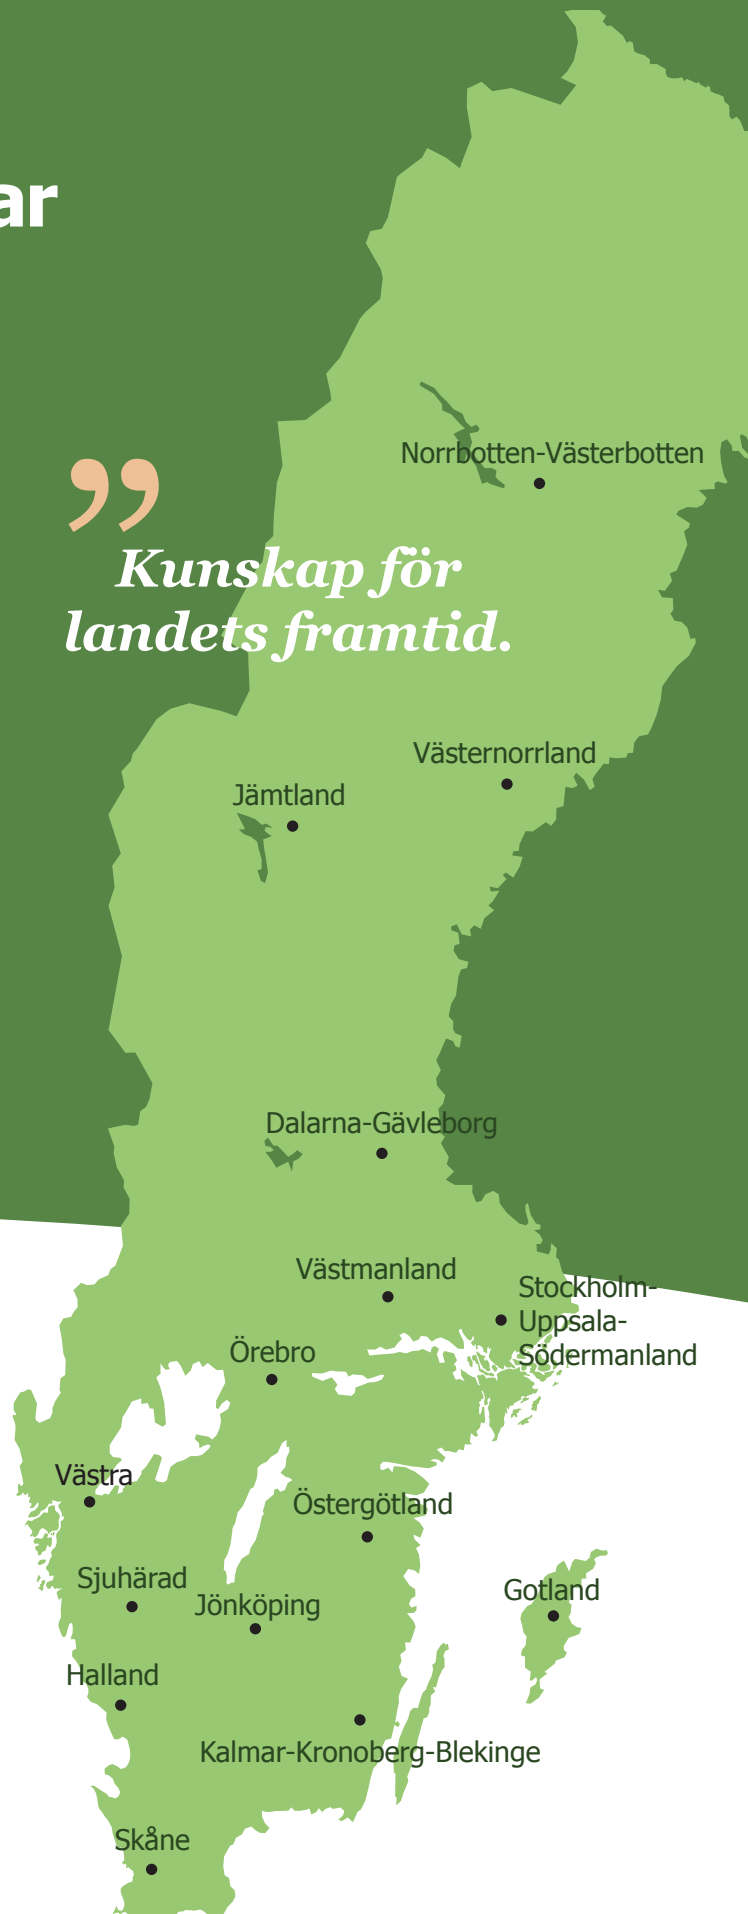 ar
”
Kunskap för
landets framtid.
Norrbotten-Västerbotten
Västernorrland
Jämtland
Dalarna-Gävleborg
Västmanland
Stockholm-
Uppsala-
Södermanland
Örebro
Västra
Östergötland
Sjuhärad
Jönköping
Gotland
Halland
Kalmar-Kronoberg-Blekinge
Skåne